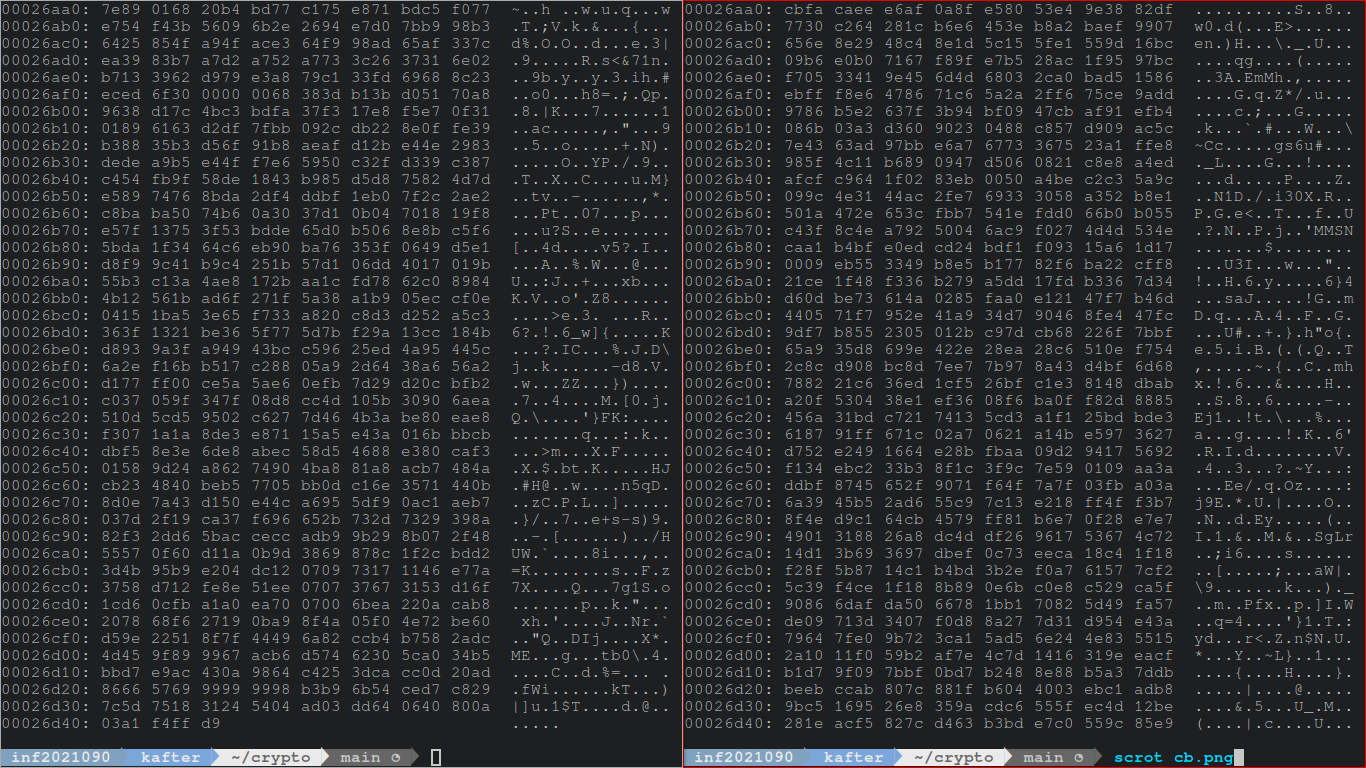 00026aa0: 7e89 0168 20b4 bd77 c175 e871 bdc5 f077  ~..h ..w.u.q...w
00026ab0: e754 f43b 5609 6b2e 2694 e7d0 7bb9 98b3  .T.;V.k.&...{...
00026ac0: 6425 854f a94f ace3 64f9 98ad 65af 337c  d%.O.O..d...e.3|
00026ad0: ea39 83b7 a7d2 a752 a773 3c26 3731 6e02  .9.....R.s<&71n.
00026ae0: b713 3962 d979 e3a8 79c1 33fd 6968 8c23  ..9b.y..y.3.ih.#
00026af0: eced 6f30 0000 0068 383d b13b d051 70a8  ..o0...h8=.;.Qp.
00026b00: 9638 d17c 4bc3 bdfa 37f3 17e8 f5e7 0f31  .8.|K...7......1
00026b10: 0189 6163 d2df 7fbb 092c db22 8e0f fe39  ..ac.....,."...9
00026b20: b388 35b3 d56f 91b8 aeaf d12b e44e 2983  ..5..o.....+.N).
00026b30: dede a9b5 e44f f7e6 5950 c32f d339 c387  .....O..YP./.9..
00026b40: c454 fb9f 58de 1843 b985 d5d8 7582 4d7d  .T..X..C....u.M}
00026b50: e589 7476 8bda 2df4 ddbf 1eb0 7f2c 2ae2  ..tv..-......,*.
00026b60: c8ba ba50 74b6 0a30 37d1 0b04 7018 19f8  ...Pt..07...p...
00026b70: e57f 1375 3f53 bdde 65d0 b506 8e8b c5f6  ...u?S..e.......
00026b80: 5bda 1f34 64c6 eb90 ba76 353f 0649 d5e1  [..4d....v5?.I..
00026b90: d8f9 9c41 b9c4 251b 57d1 06dd 4017 019b  ...A..%.W...@...
00026ba0: 55b3 c13a 4ae8 172b aa1c fd78 62c0 8984  U..:J..+...xb...
00026bb0: 4b12 561b ad6f 271f 5a38 a1b9 05ec cf0e  K.V..o'.Z8......
00026bc0: 0415 1ba5 3e65 f733 a820 c8d3 d252 a5c3  ....>e.3. ...R..
00026bd0: 363f 1321 be36 5f77 5d7b f29a 13cc 184b  6?.!.6_w]{.....K
00026be0: d893 9a3f a949 43bc c596 25ed 4a95 445c  ...?.IC...%.J.D\
00026bf0: 6a2e f16b b517 c288 05a9 2d64 38a6 56a2  j..k......-d8.V.
00026c00: d177 ff00 ce5a 5ae6 0efb 7d29 d20c bfb2  .w...ZZ...})....
00026c10: c037 059f 347f 08d8 cc4d 105b 3090 6aea  .7..4....M.[0.j.
00026c20: 510d 5cd5 9502 c627 7d46 4b3a be80 eae8  Q.\....'}FK:....
00026c30: f307 1a1a 8de3 e871 15a5 e43a 016b bbcb  .......q...:.k..
00026c40: dbf5 8e3e 6de8 abec 58d5 4688 e380 caf3  ...>m...X.F.....
00026c50: 0158 9d24 a862 7490 4ba8 81a8 acb7 484a  .X.$.bt.K.....HJ
00026c60: cb23 4840 beb5 7705 bb0d c16e 3571 440b  .#H@..w....n5qD.
00026c70: 8d0e 7a43 d150 e44c a695 5df9 0ac1 aeb7  ..zC.P.L..].....
00026c80: 037d 2f19 ca37 f696 652b 732d 7329 398a  .}/..7..e+s-s)9.
00026c90: 82f3 2dd6 5bac cecc adb9 9b29 8b07 2f48  ..-.[......)../H
00026ca0: 5557 0f60 d11a 0b9d 3869 878c 1f2c bdd2  UW.`....8i...,..
00026cb0: 3d4b 95b9 e204 dc12 0709 7317 1146 e77a  =K........s..F.z
00026cc0: 3758 d712 fe8e 51ee 0707 3767 3153 d16f  7X....Q...7g1S.o
00026cd0: 1cd6 0cfb a1a0 ea70 0700 6bea 220a cab8  .......p..k."...
00026ce0: 2078 68f6 2719 0ba9 8f4a 05f0 4e72 be60   xh.'....J..Nr.`
00026cf0: d59e 2251 8f7f 4449 6a82 ccb4 b758 2adc  .."Q..DIj....X*.
00026d00: 4d45 9f89 9967 acb6 d574 6230 5ca0 34b5  ME...g...tb0\.4.
00026d10: bbd7 e9ac 430a 9864 c425 3dca cc0d 20ad  ....C..d.%=... .
00026d20: 8666 5769 9999 9998 b3b9 6b54 ced7 c829  .fWi......kT...)
00026d30: 7c5d 7518 3124 5404 ad03 dd64 0640 800a  |]u.1$T....d.@..
00026d40: 03a1 f4ff d9  .....
inf2021090 kafter ~/crypto main
00026aa0: cbfa caee e6af 0a8f e580 53e4 9e38 82df  ..........S..8..
00026ab0: 7730 c264 281c b6e6 453e b8a2 baef 9907  w0.d(...E>......
00026ac0: 656e 8e29 48c4 8e1d 5c15 5fe1 559d 16bc  en.)H...\._.U...
00026ad0: 09b6 e0b0 7167 f89f e7b5 28ac 1f95 97bc  ....qg....(.....
00026ae0: f705 3341 9e45 6d4d 6803 2ca0 bad5 1586  ..3A.EmMh.,.....
00026af0: ebff f8e6 4786 71c6 5a2a 2ff6 75ce 9add  ....G.q.Z*/.u...
00026b00: 9786 b5e2 637f 3b94 bf09 47cb af91 efb4  ....c.;...G.....
00026b10: 086b 03a3 d360 9023 0488 c857 d909 ac5c  .k...`.#...W...\
00026b20: 7e43 63ad 97bb e6a7 6773 3675 23a1 ffe8  ~Cc.....gs6u#...
00026b30: 985f 4c11 b689 0947 d506 0821 c8e8 a4ed  ._L....G...!....
00026b40: afcf c964 1f02 83eb 0050 a4be c2c3 5a9c  ...d.....P....Z.
00026b50: 099c 4e31 44ac 2fe7 6933 3058 a352 b8e1  ..N1D./.i30X.R..
00026b60: 501a 472e 653c fbb7 541e fdd0 66b0 b055  P.G.e<..T...f..U
00026b70: c43f 8c4e a792 5004 6ac9 f027 4d4d 534e  .?.N..P.j..'MMSN
00026b80: caa1 b4bf e0ed cd24 bdf1 f093 15a6 1d17  .......$........
00026b90: 0009 eb55 3349 b8e5 b177 82f6 ba22 cff8  ...U3I...w..."..
00026ba0: 21ce 1f48 f336 b279 a5dd 17fd b336 7d34  !..H.6.y.....6}4
00026bb0: d60d be73 614a 0285 faa0 e121 47f7 b46d  ...saJ.....!G..m
00026bc0: 4405 71f7 952e 41a9 34d7 9046 8fe4 47fc  D.q...A.4..F..G.
00026bd0: 9df7 b855 2305 012b c97d cb68 226f 7bbf  ...U#..+.}.h"o{.
00026be0: 65a9 35d8 699e 422e 28ea 28c6 510e f754  e.5.i.B.(.(.Q..T
00026bf0: 2c8c d908 bc8d 7ee7 7b97 8a43 d4bf 6d68  ,.....~.{..C..mh
00026c00: 7882 21c6 36ed 1cf5 26bf c1e3 8148 dbab  x.!.6...&....H..
00026c10: a20f 5304 38e1 ef36 08f6 ba0f f82d 8885  ..S.8..6.....-..
00026c20: 456a 31bd c721 7413 5cd3 a1f1 25bd bde3  Ej1..!t.\...%...
00026c30: 6187 91ff 671c 02a7 0621 a14b e597 3627  a...g....!.K..6'
00026c40: d752 e249 1664 e28b fbaa 09d2 9417 5692  .R.I.d........V.
00026c50: f134 ebc2 33b3 8f1c 3f9c 7e59 0109 aa3a  .4..3...?.~Y...:
00026c60: ddbf 8745 652f 9071 f64f 7a7f 03fb a03a  ...Ee/.q.Oz....:
00026c70: 6a39 45b5 2ad6 55c9 7c13 e218 ff4f f3b7  j9E.*.U.|....O..
00026c80: 8f4e d9c1 64cb 4579 ff81 b6e7 0f28 e7e7  .N..d.Ey.....(..
00026c90: 4901 3188 26a8 dc4d df26 9617 5367 4c72  I.1.&..M.&..SgLr
00026ca0: 14d1 3b69 3697 dbef 0c73 eeca 18c4 1f18  ..;i6....s......
00026cb0: f28f 5b87 14c1 b4bd 3b2e f0a7 6157 7cf2  ..[.....;...aW|.
00026cc0: 5c39 f4ce 1f18 8b89 0e6b c0e8 c529 ca5f  \9.......k...)._
00026cd0: 9086 6daf da50 6678 1bb1 7082 5d49 fa57  ..m..Pfx..p.]I.W
00026ce0: de09 713d 3407 f0d8 8a27 7d31 d954 e43a  ..q=4....'}1.T.:
00026cf0: 7964 7fe0 9b72 3ca1 5ad5 6e24 4e83 5515  yd...r<.Z.n$N.U.
00026d00: 2a10 11f0 59b2 af7e 4c7d 1416 319e eacf  *...Y..~L}..1...
00026d10: b1d7 9f09 7bbf 0bd7 b248 88b5 a37d 7ddb  ....{....H...}}.
00026d20: beeb ccab 807c 881f b604 4003 ebc1 adb8  .....|....@.....
00026d30: 9bc5 1695 26e8 359a cdc6 555f ec4d 12be  ....&.5...U_.M..
00026d40: 281e acf5 827c d463 b3bd e7c0 559c 85e9  (....|.c....U...
inf2021090 kafter ~/crypto main scrot cb.png